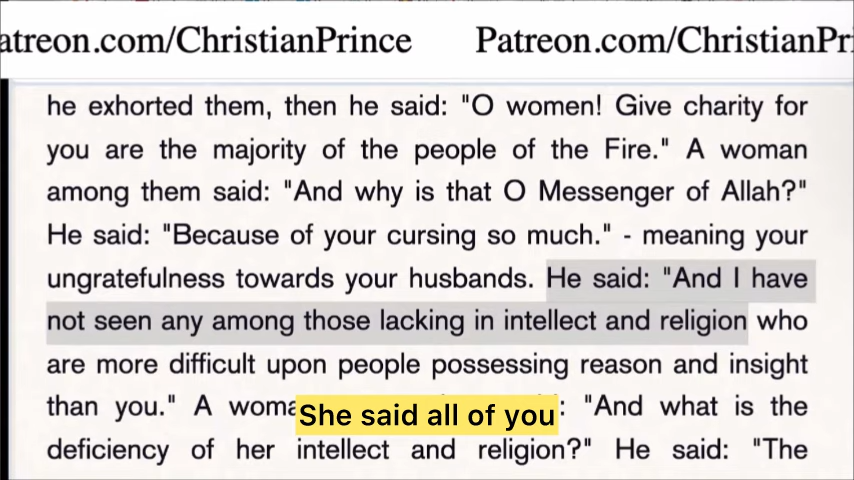 atreon.com/ChristianPrince Patreon.com/ChristianPri
he exhorted them, then he said: "O women! Give charity for
you are the majority of the people of the Fire." A woman
among them said: "And why is that O Messenger of Allah?"
He said: "Because of your cursing so much." - meaning your
ungratefulness towards your husbands. He said: "And I have
not seen any among those lacking in intellect and religion who
are more difficult upon people possessing reason and insight
than you." A woma : "And what is the
She said all of you
deficiency of her intellect and religion?" He said: "The